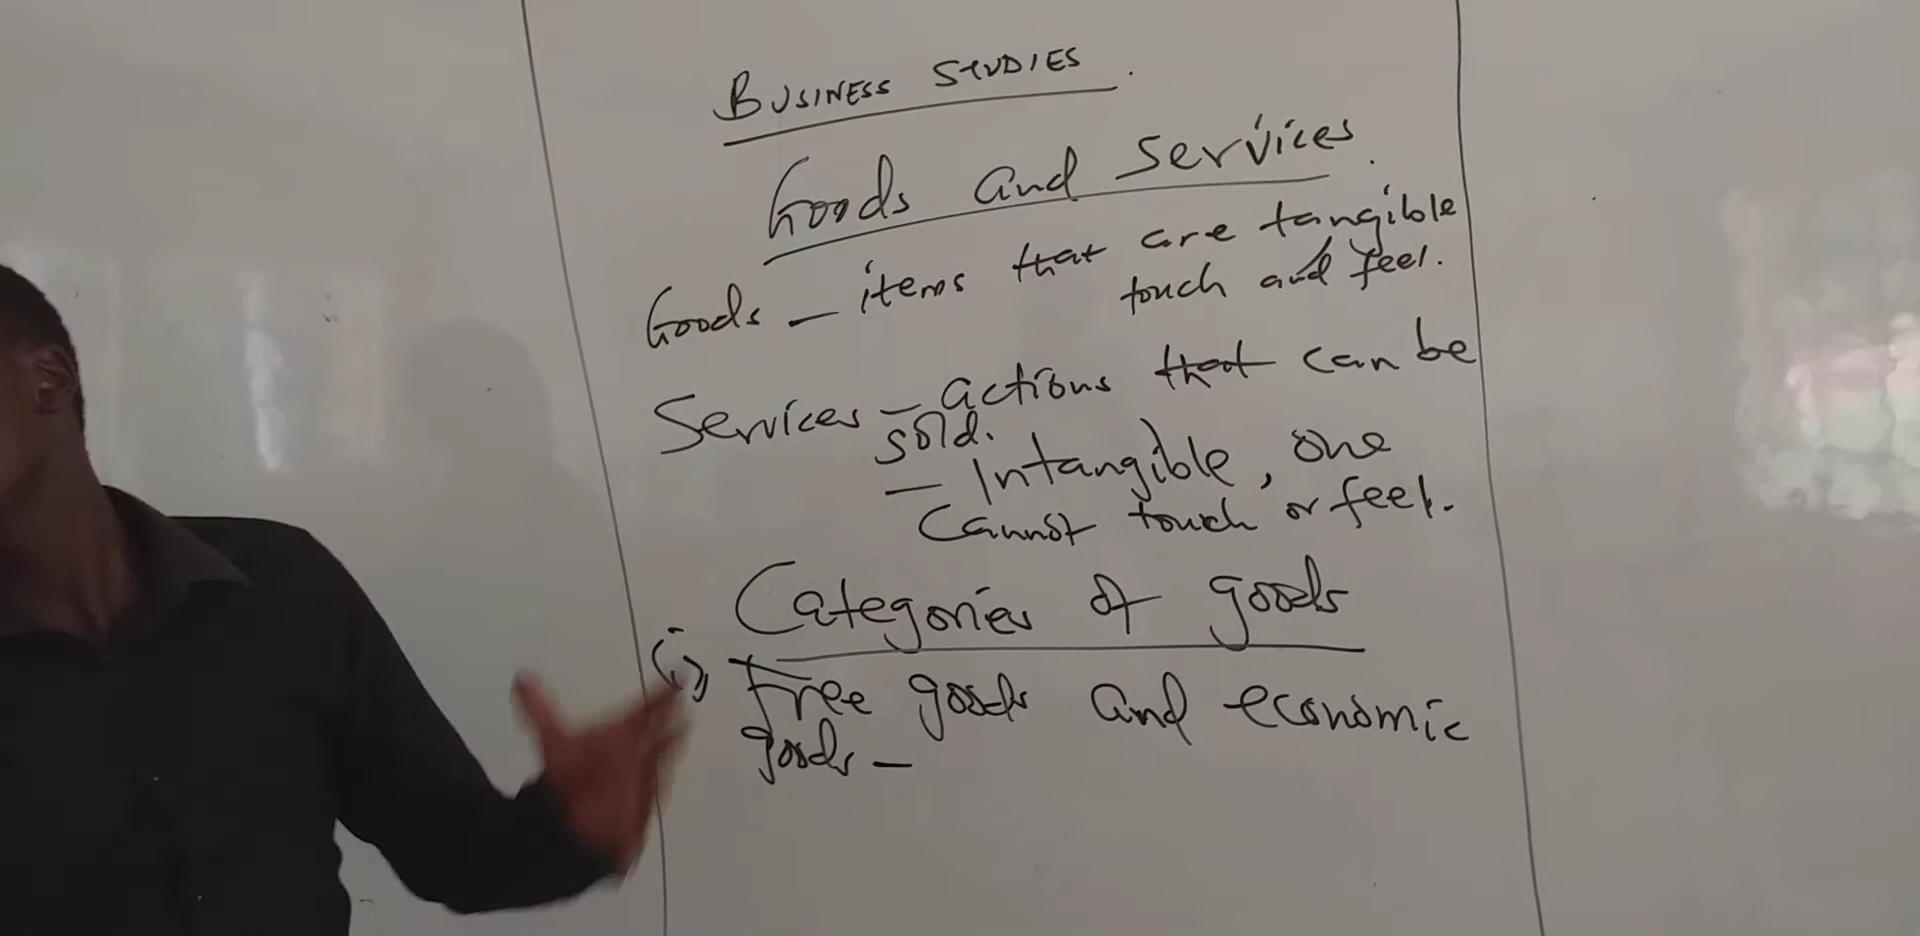 BUSINESS STUDIES.
Goods and services.
Goods – items that are tangible
touch and feel.
Services – actions that can be
sold.
– Intangible, one
cannot touch or feel.
Categories of goods
(i) Free goods and economic
goods –